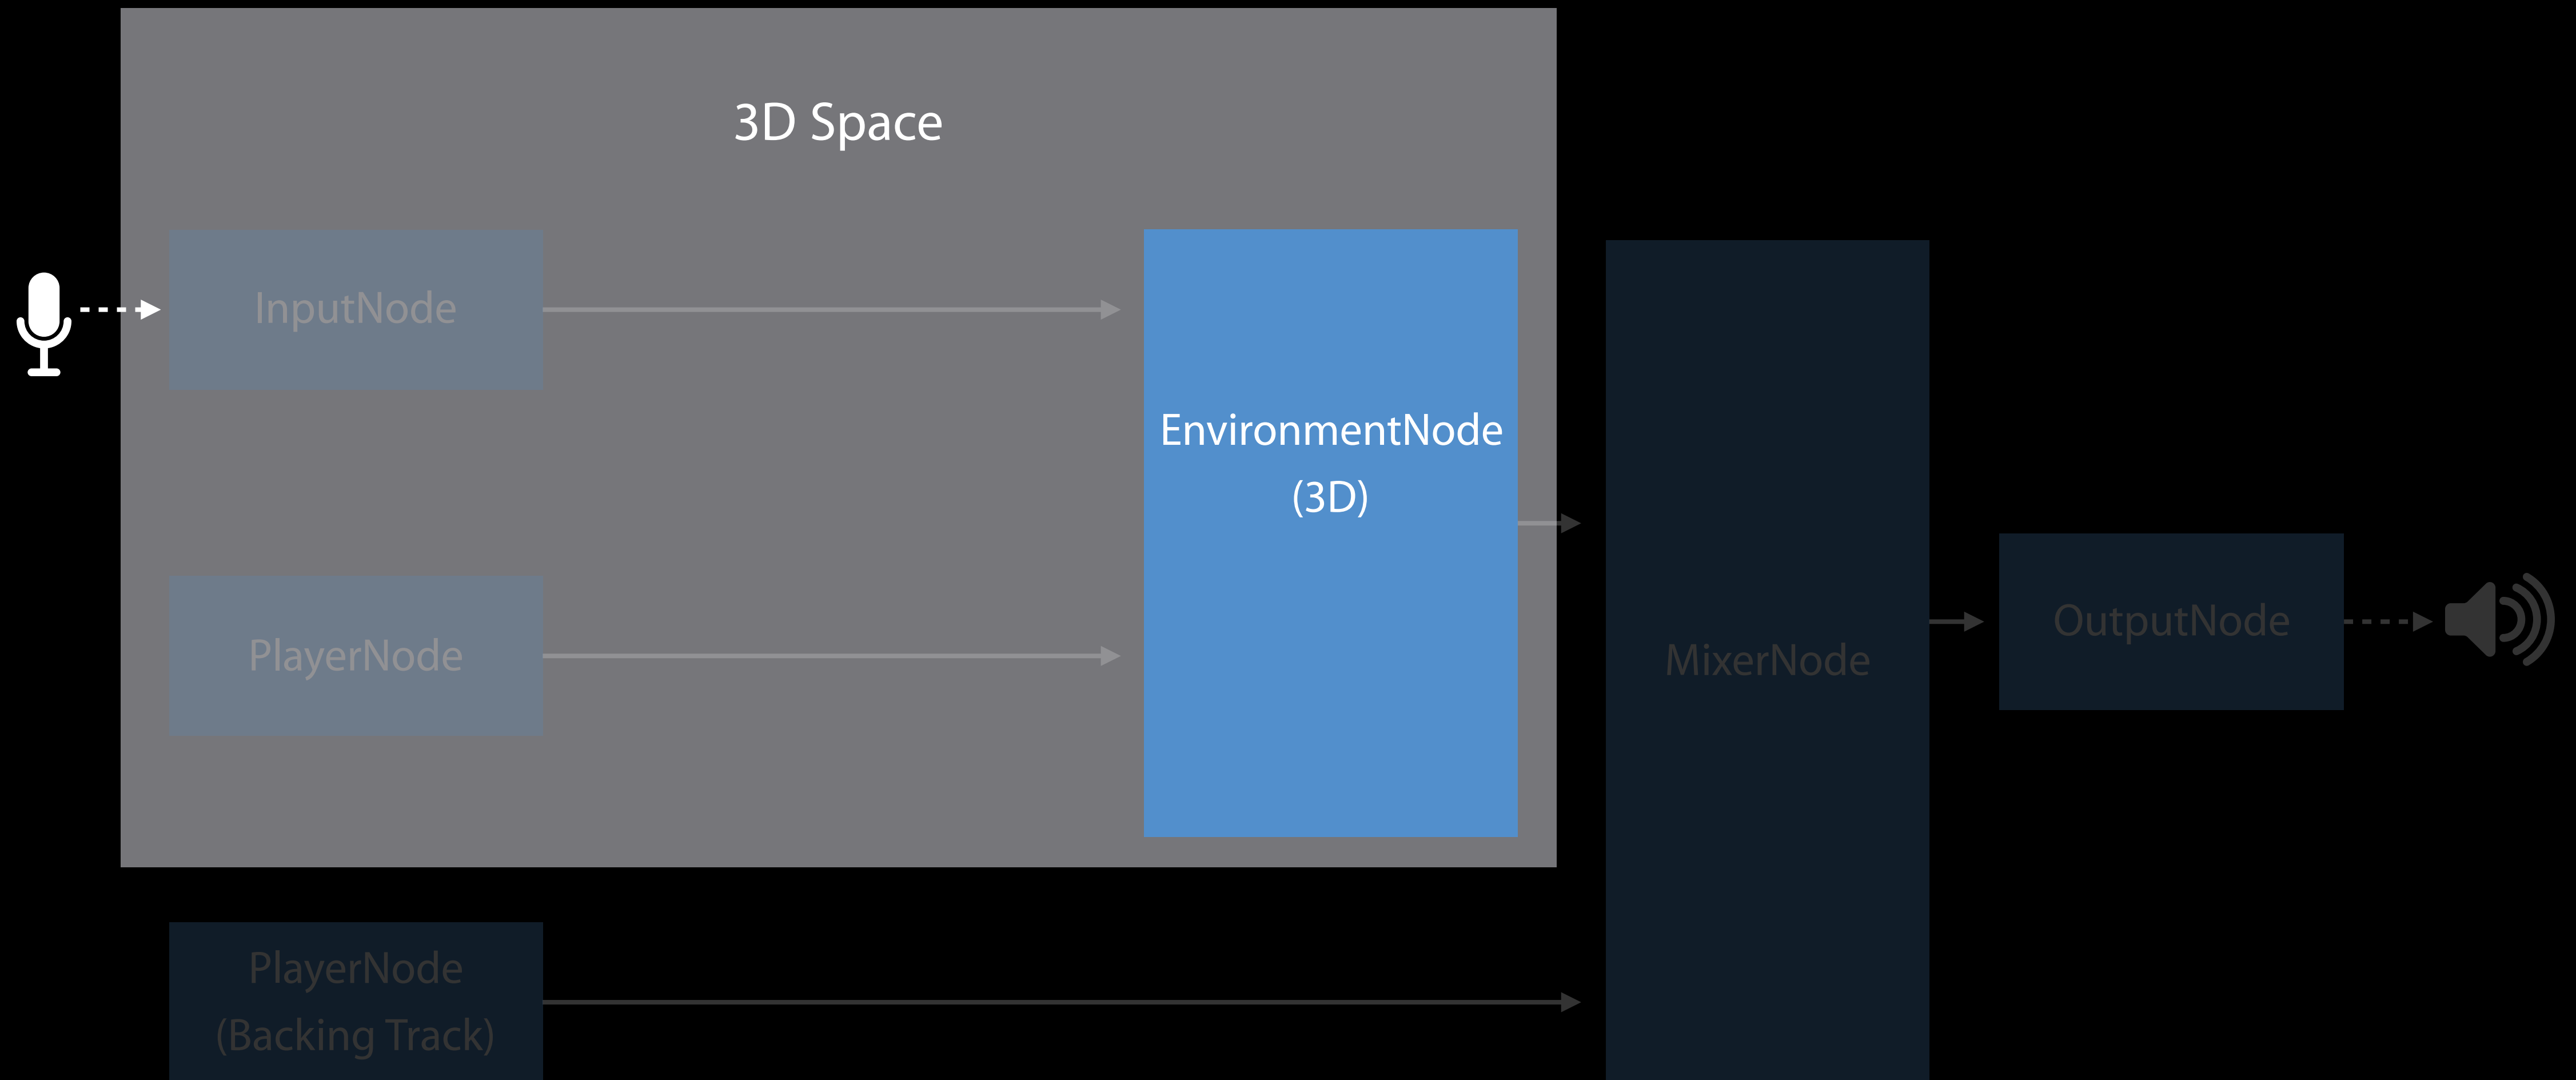 3D Space
InputNode
EnvironmentNode
(3D)
PlayerNode
MixerNode
OutputNode
PlayerNode
(Backing Track)